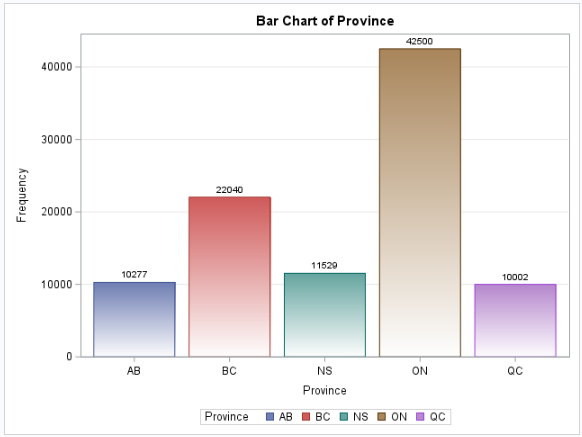 Bar Chart of Province
42500
40000
30000
22040
20000
11529
10277
10002
10000
0
Frequency
AB BC NS ON QC
Province
Province AB BC NS ON QC